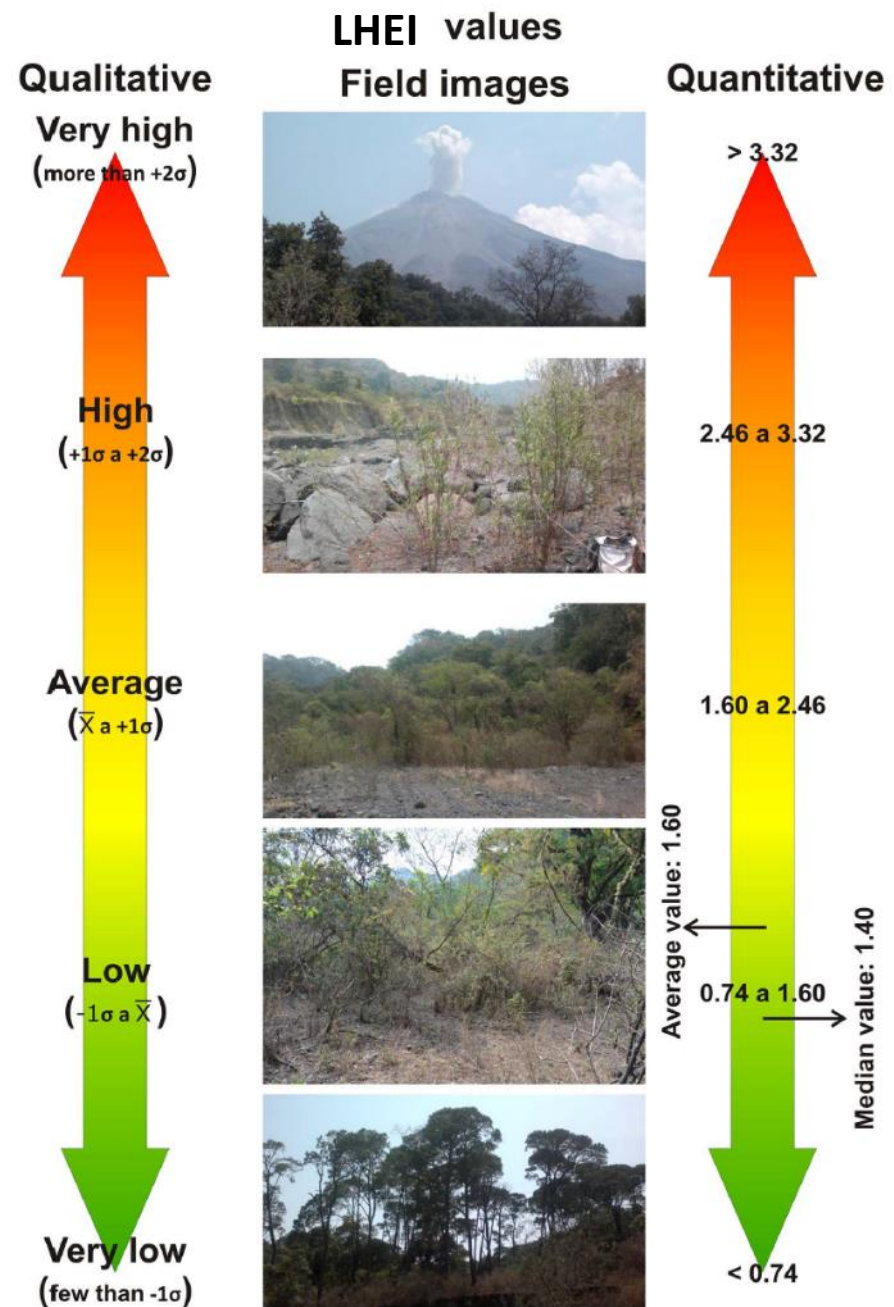 LHEI values
Qualitative
Field images
Quantitative
Very high
(more than +2σ)
> 3.32
High
(+1σ a +2σ)
2.46 a 3.32
Average
(X̅ a +1σ)
1.60 a 2.46
Average value: 1.60
Low
(-1σ a X̅)
0.74 a 1.60
Median value: 1.40
Very low
(few than -1σ)
< 0.74